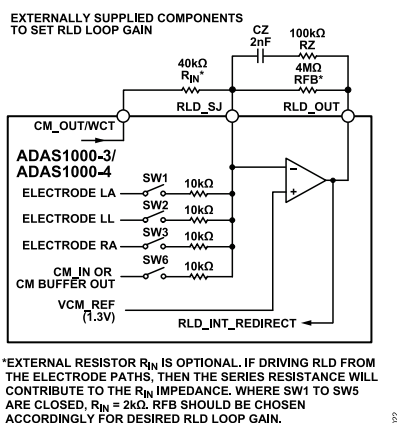 EXTERNALLY SUPPLIED COMPONENTS
TO SET RLD LOOP GAIN
CZ
2nF
100kΩ
RZ
40kΩ
RIN*
4MΩ
RFB*
CM_OUT/WCT
RLD_SJ
RLD_OUT
ADAS1000-3/
ADAS1000-4
ELECTRODE LA
SW1
10kΩ
ELECTRODE LL
SW2
10kΩ
ELECTRODE RA
SW3
10kΩ
CM_IN OR
CM BUFFER OUT
SW6
10kΩ
–
+
VCM_REF
(1.3V)
RLD_INT_REDIRECT
*EXTERNAL RESISTOR RIN IS OPTIONAL. IF DRIVING RLD FROM
THE ELECTRODE PATHS, THEN THE SERIES RESISTANCE WILL
CONTRIBUTE TO THE RIN IMPEDANCE. WHERE SW1 TO SW5
ARE CLOSED, RIN = 2kΩ. RFB SHOULD BE CHOSEN
ACCORDINGLY FOR DESIRED RLD LOOP GAIN.